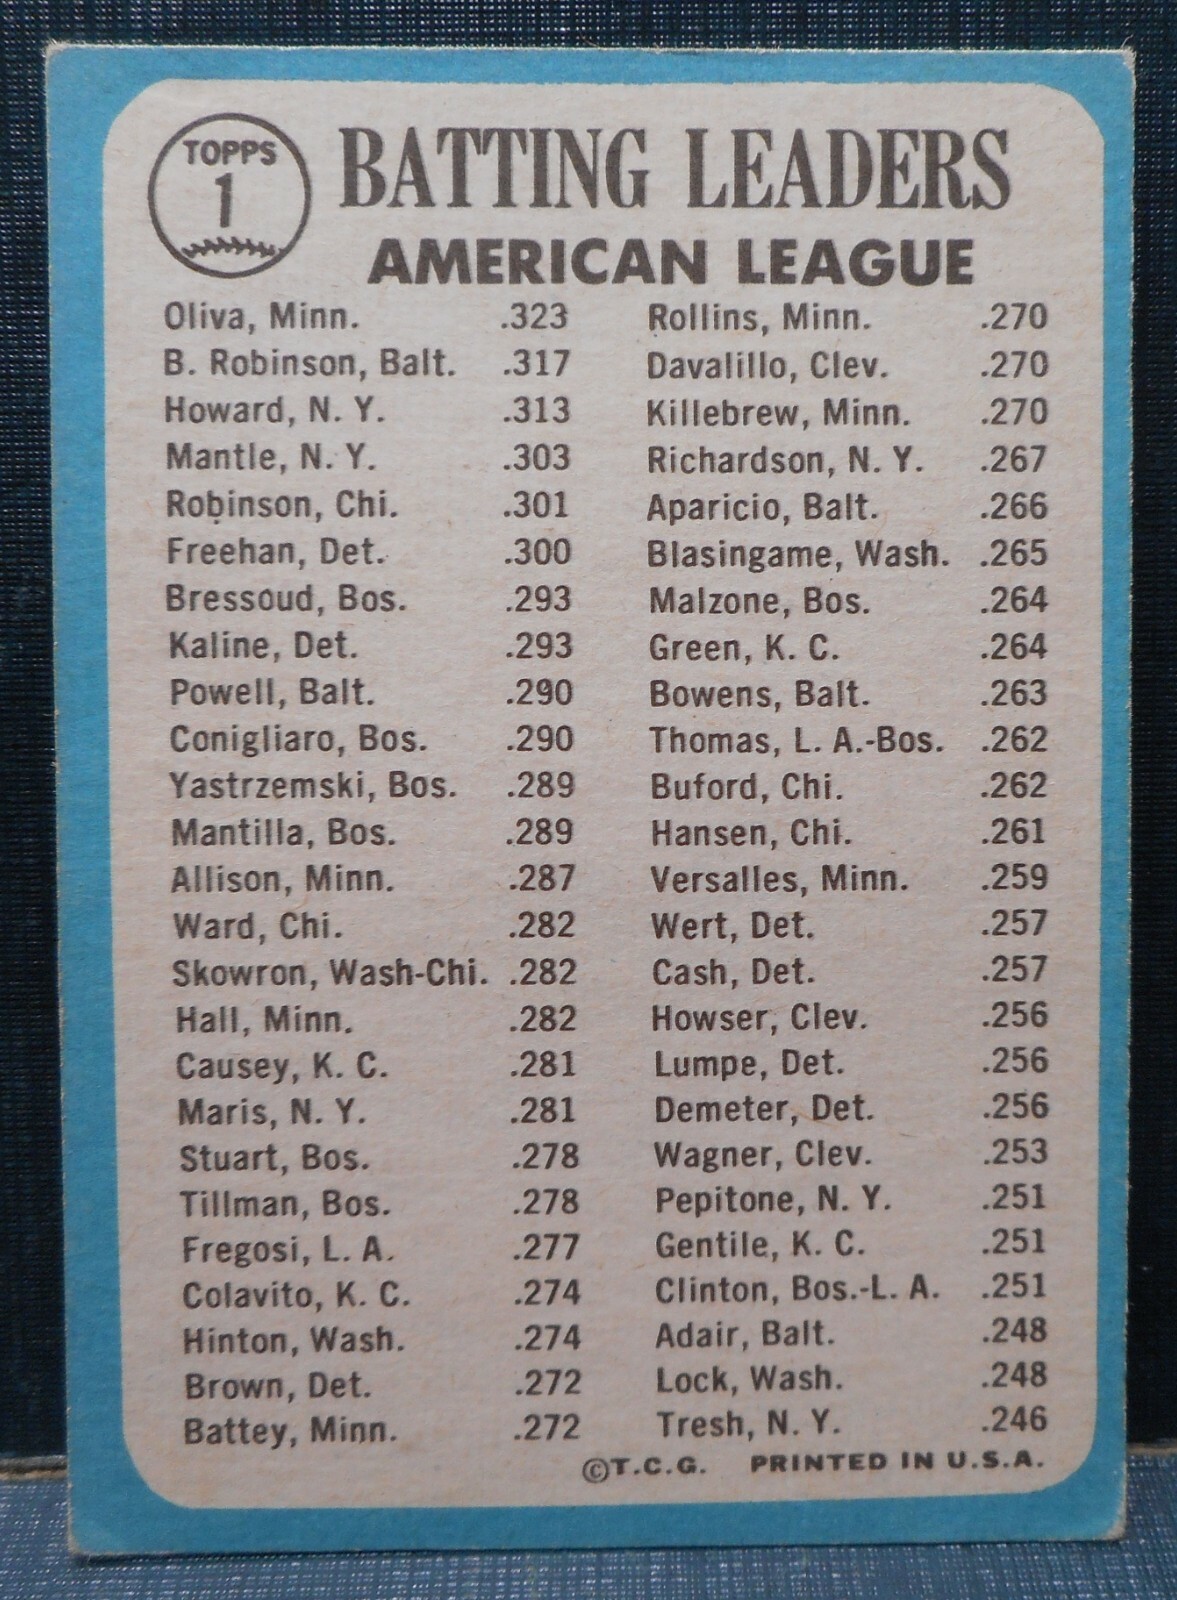 TOPPS
1
BATTING LEADERS
AMERICAN LEAGUE
Oliva, Minn. .323
B. Robinson, Balt. .317
Howard, N. Y. .313
Mantle, N. Y. .303
Robinson, Chi. .301
Freehan, Det. .300
Bressoud, Bos. .293
Kaline, Det. .293
Powell, Balt. .290
Conigliaro, Bos. .290
Yastrzemski, Bos. .289
Mantilla, Bos. .289
Allison, Minn. .287
Ward, Chi. .282
Skowron, Wash-Chi. .282
Hall, Minn. .282
Causey, K. C. .281
Maris, N. Y. .281
Stuart, Bos. .278
Tillman, Bos. .278
Fregosi, L. A. .277
Colavito, K. C. .274
Hinton, Wash. .274
Brown, Det. .272
Battey, Minn. .272
Rollins, Minn. .270
Davalillo, Clev. .270
Killebrew, Minn. .270
Richardson, N. Y. .267
Aparicio, Balt. .266
Blasingame, Wash. .265
Malzone, Bos. .264
Green, K. C. .264
Bowens, Balt. .263
Thomas, L. A.-Bos. .262
Buford, Chi. .262
Hansen, Chi. .261
Versalles, Minn. .259
Wert, Det. .257
Cash, Det. .257
Howser, Clev. .256
Lumpe, Det. .256
Demeter, Det. .256
Wagner, Clev. .253
Pepitone, N. Y. .251
Gentile, K. C. .251
Clinton, Bos.-L. A. .251
Adair, Balt. .248
Lock, Wash. .248
Tresh, N. Y. .246
©T.C.G. PRINTED IN U.S.A.